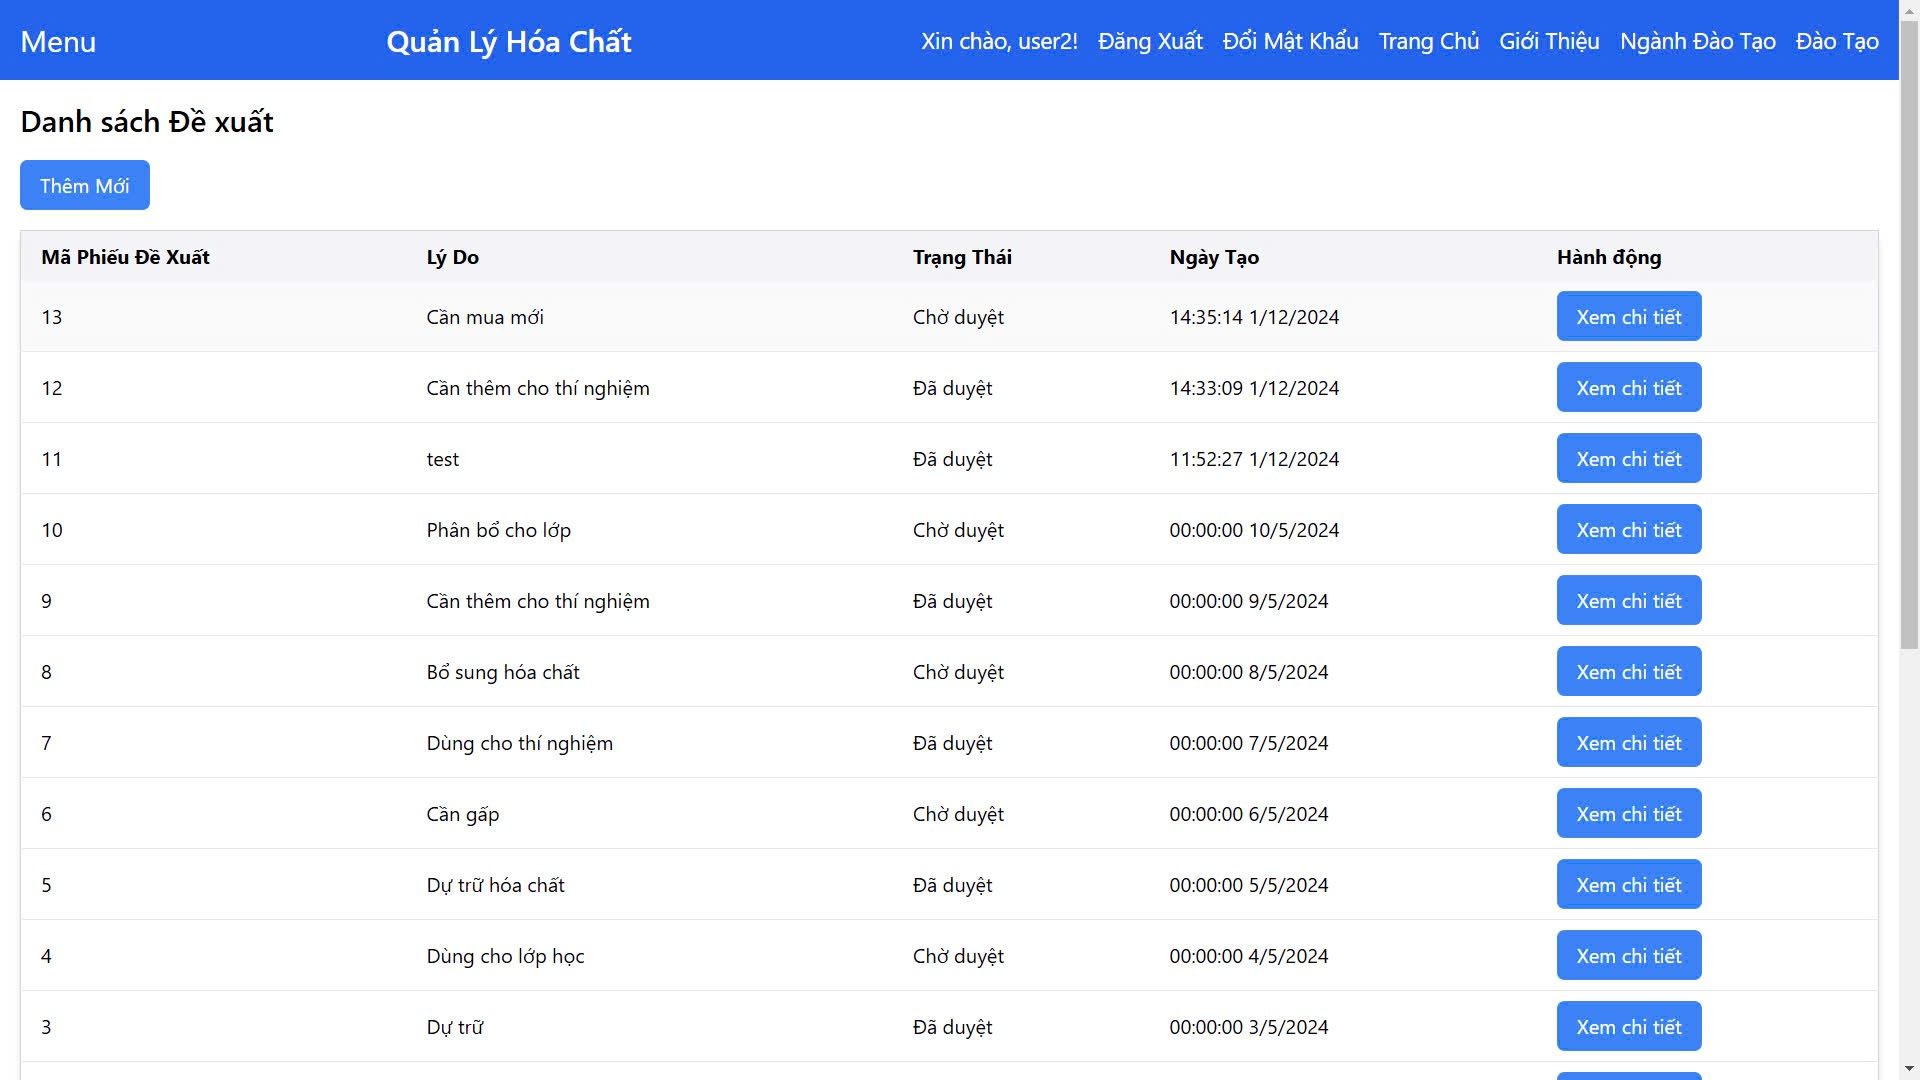 Menu Quản Lý Hóa Chất Xin chào, user2! Đăng Xuất Đổi Mật Khẩu Trang Chủ Giới Thiệu Ngành Đào Tạo Đào Tạo
Danh sách Đề xuất
Thêm Mới
Mã Phiếu Đề Xuất Lý Do Trạng Thái Ngày Tạo Hành động
13 Cần mua mới Chờ duyệt 14:35:14 1/12/2024 Xem chi tiết
12 Cần thêm cho thí nghiệm Đã duyệt 14:33:09 1/12/2024 Xem chi tiết
11 test Đã duyệt 11:52:27 1/12/2024 Xem chi tiết
10 Phân bổ cho lớp Chờ duyệt 00:00:00 10/5/2024 Xem chi tiết
9 Cần thêm cho thí nghiệm Đã duyệt 00:00:00 9/5/2024 Xem chi tiết
8 Bổ sung hóa chất Chờ duyệt 00:00:00 8/5/2024 Xem chi tiết
7 Dùng cho thí nghiệm Đã duyệt 00:00:00 7/5/2024 Xem chi tiết
6 Cần gấp Chờ duyệt 00:00:00 6/5/2024 Xem chi tiết
5 Dự trữ hóa chất Đã duyệt 00:00:00 5/5/2024 Xem chi tiết
4 Dùng cho lớp học Chờ duyệt 00:00:00 4/5/2024 Xem chi tiết
3 Dự trữ Đã duyệt 00:00:00 3/5/2024 Xem chi tiết